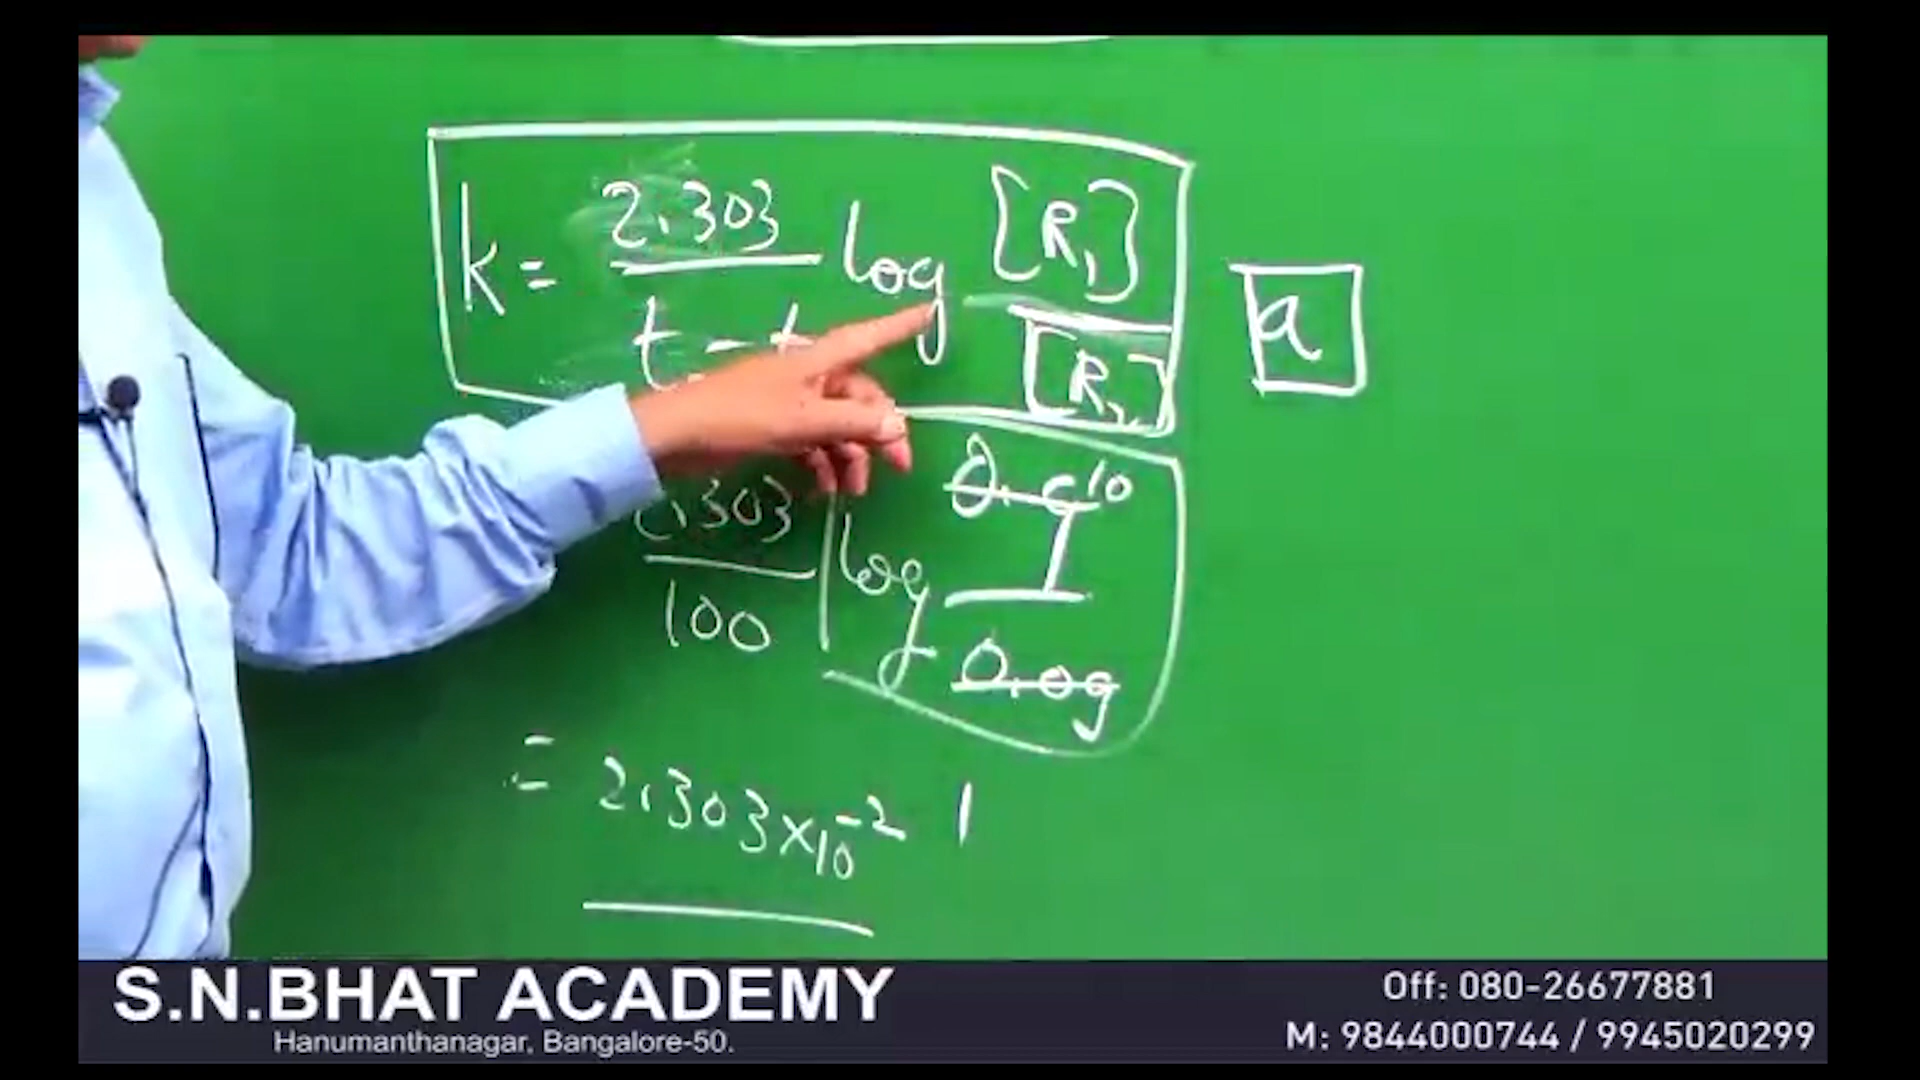 k = 2.303 log [R₁] a
t - t [R₂]
2.303 log 10
100 1
0.09
= 2.303×10⁻² 1
S.N.BHAT ACADEMY
Hanumanthanagar, Bangalore-50.
Off: 080-26677881
M: 9844000744 / 9945020299